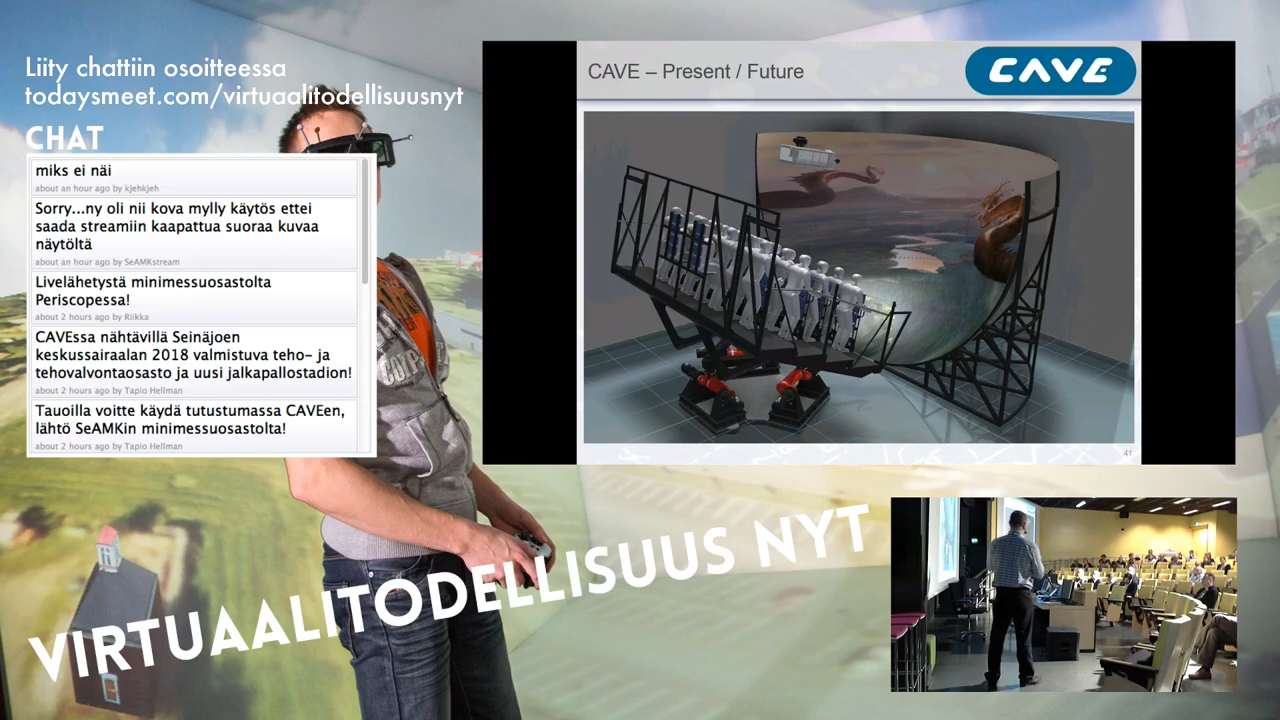 Liity chattiin osoitteessa
todaysmeet.com/virtuaalitodellisuusnyt
CHAT
miks ei näi
about an hour ago by kjehkjeh
Sorry...ny oli nii kova mylly käytös ettei
saada streamiin kaapattua suoraa kuvaa
näytöltä
about an hour ago by SeAMKstream
Livelähetystä minimessuosastolta
Periscopessa!
about 2 hours ago by Riikka
CAVEssa nähtävillä Seinäjoen
keskussairaalan 2018 valmistuva teho- ja
tehovalvontaosasto ja uusi jalkapallostadion!
about 2 hours ago by Tapio Hellman
Tauoilla voitte käydä tutustumassa CAVEen,
lähtö SeAMKin minimessuosastolta!
about 2 hours ago by Tapio Hellman
CAVE – Present / Future
CAVE
41
VIRTUAALITODELLISUUS NYT